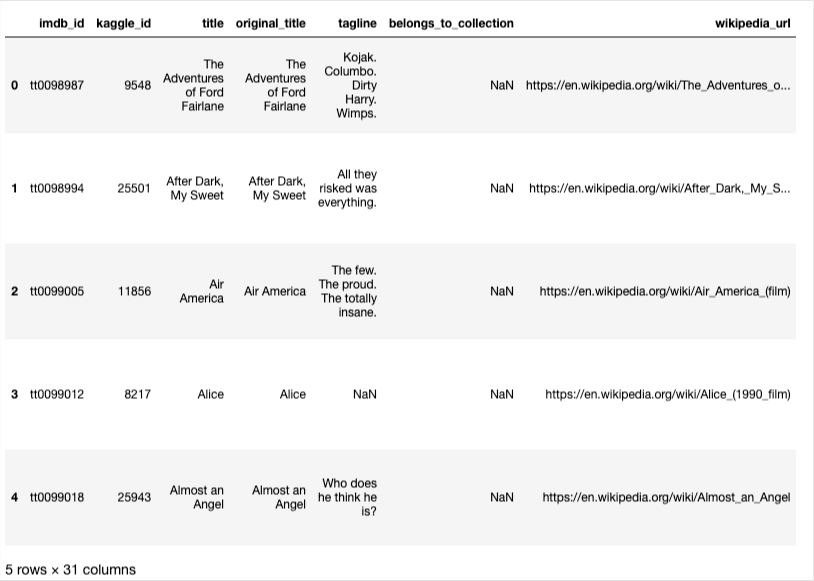 imdb_id kaggle_id title original_title tagline belongs_to_collection wikipedia_url
0 tt0098987 9548 The Adventures of Ford Fairlane The Adventures of Ford Fairlane Kojak. Columbo. Dirty Harry. Wimps. NaN https://en.wikipedia.org/wiki/The_Adventures_o...
1 tt0098994 25501 After Dark, My Sweet After Dark, My Sweet All they risked was everything. NaN https://en.wikipedia.org/wiki/After_Dark,_My_S...
2 tt0099005 11856 Air America Air America The few. The proud. The totally insane. NaN https://en.wikipedia.org/wiki/Air_America_(film)
3 tt0099012 8217 Alice Alice NaN NaN https://en.wikipedia.org/wiki/Alice_(1990_film)
4 tt0099018 25943 Almost an Angel Almost an Angel Who does he think he is? NaN https://en.wikipedia.org/wiki/Almost_an_Angel
5 rows × 31 columns